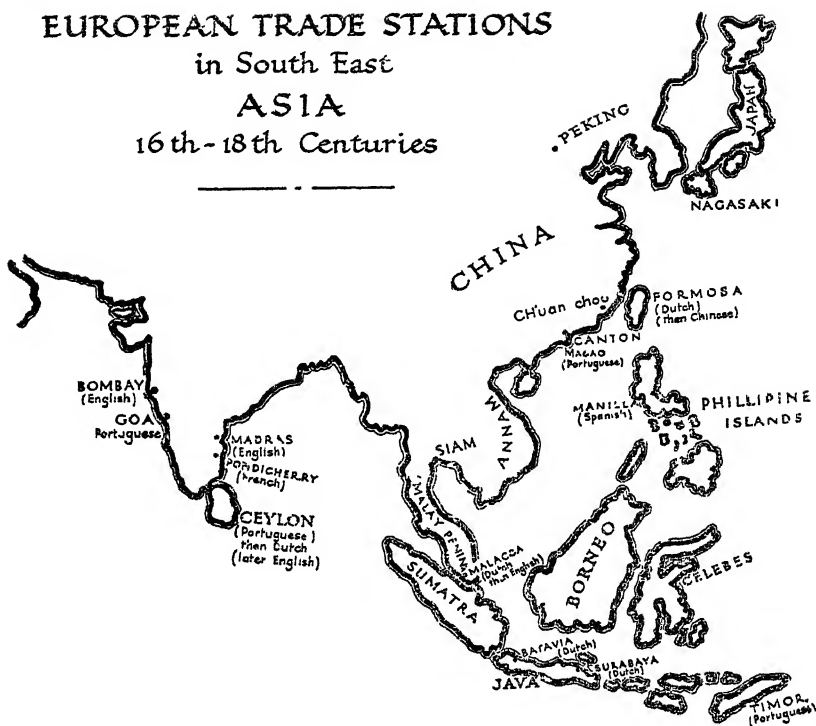 EUROPEAN TRADE STATIONS
in South East
ASIA
16th-18th Centuries
PEKING
JAPAN
NAGASAKI
CHINA
CH'uan chou
FORMOSA
(Dutch)
(then Chinese)
CANTON
MACAO
(Portuguese)
BOMBAY
(English)
GOA
Portuguese
MADRAS
(English)
PONDICHERRY
(French)
CEYLON
(Portuguese)
then Dutch
(later English)
SIAM
ANNAM
MANILLA
(Spanish)
PHILLIPINE
ISLANDS
MALAY PENIN.
MALACCA
(Dutch
then English)
SUMATRA
BORNEO
CELEBES
BATAVIA
(Dutch)
SURABAYA
(Dutch)
JAVA
TIMOR
(Portuguese)